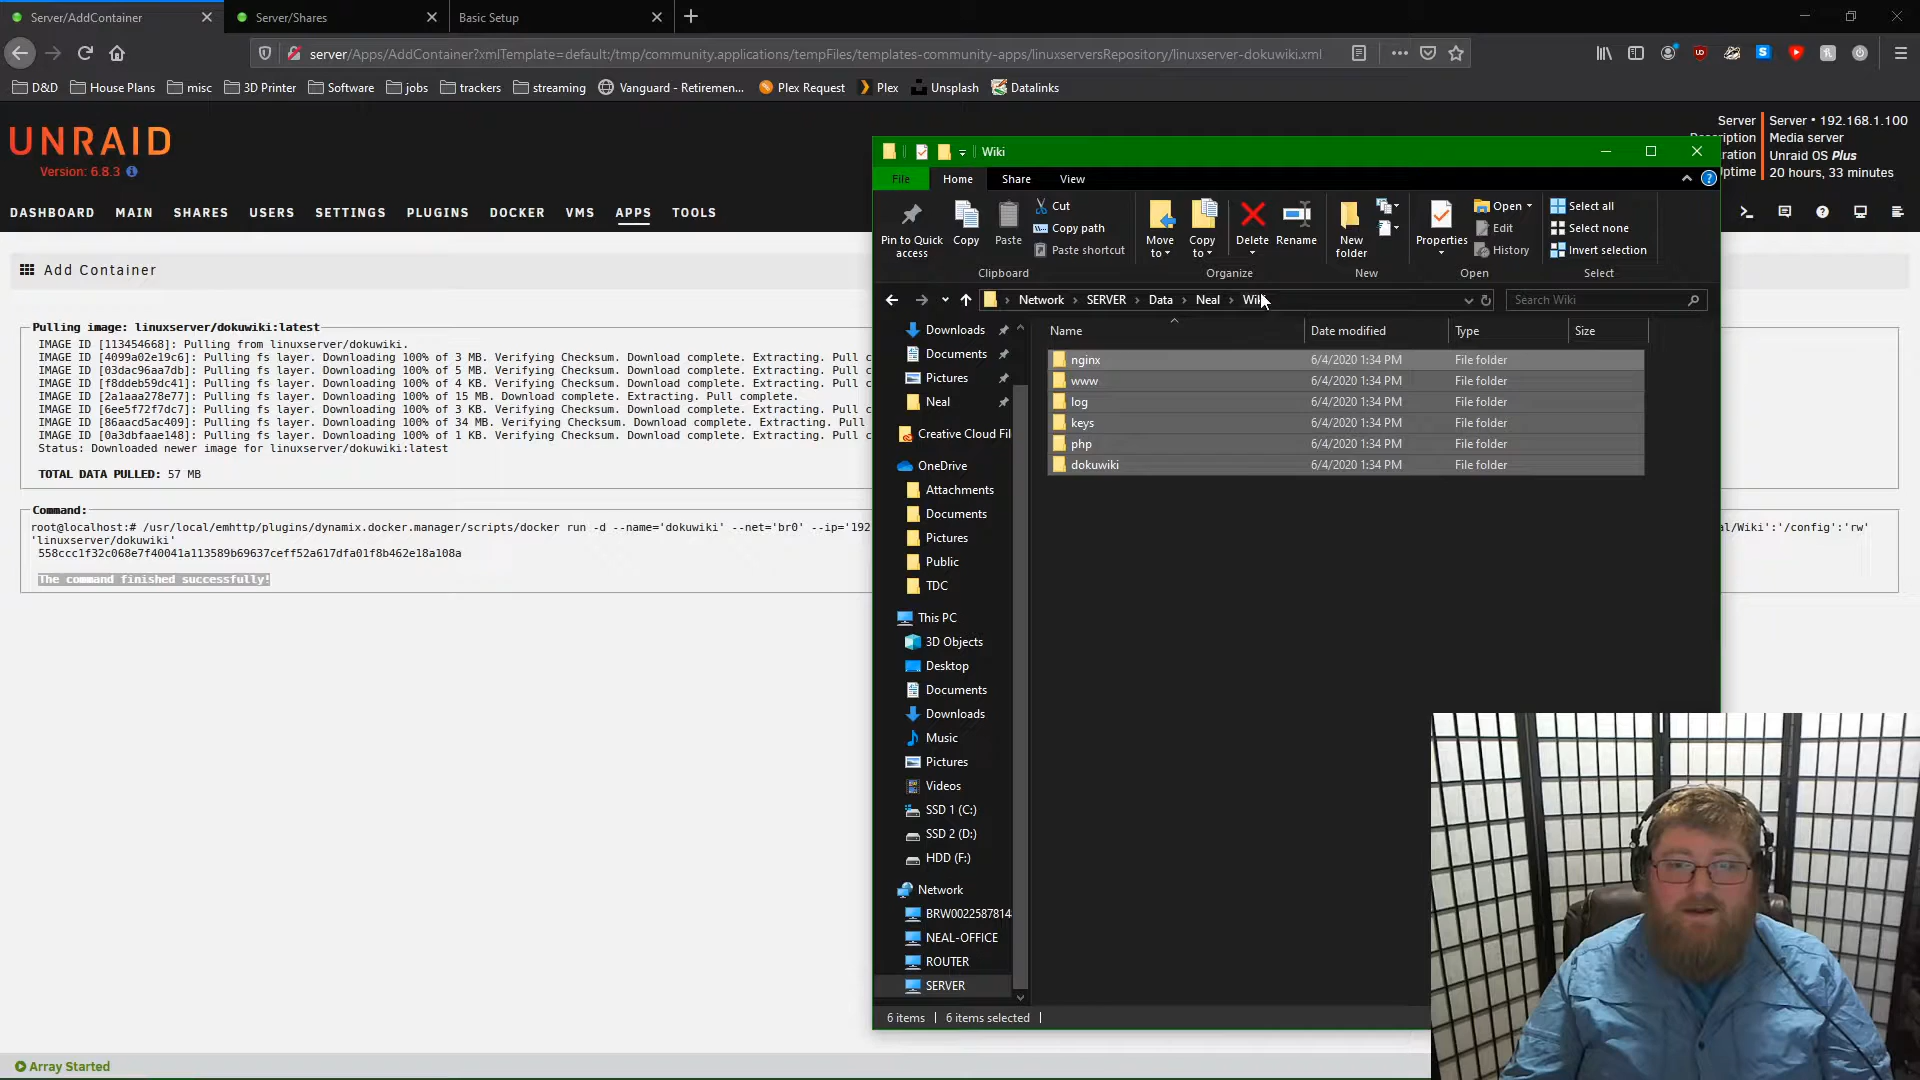 Server/AddContainer
Server/Shares
Basic Setup
server/Apps/AddContainer?xmlTemplate=default:/tmp/community.applications/tempFiles/templates-community-apps/linuxserversRepository/linuxserver-dokuwiki.xml
D&D
House Plans
misc
3D Printer
Software
jobs
trackers
streaming
Vanguard - Retiremen...
Plex Request
Plex
Unsplash
Datalinks
UNRAID
Version: 6.8.3
Server
Server • 192.168.1.100
Media server
Unraid OS Plus
20 hours, 33 minutes
DASHBOARD MAIN SHARES USERS SETTINGS PLUGINS DOCKER VMS APPS TOOLS
Add Container
Pulling image: linuxserver/dokuwiki:latest
IMAGE ID [113454668]: Pulling from linuxserver/dokuwiki.
IMAGE ID [4099a02e19c6]: Pulling fs layer. Downloading 100% of 3 MB. Verifying Checksum. Download complete. Extracting. Pull c
IMAGE ID [03dac96aa7db]: Pulling fs layer. Downloading 100% of 5 MB. Verifying Checksum. Download complete. Extracting. Pull c
IMAGE ID [f8ddeb59dc41]: Pulling fs layer. Downloading 100% of 4 KB. Verifying Checksum. Download complete. Extracting. Pull c
IMAGE ID [2a1aaa278e77]: Pulling fs layer. Downloading 100% of 15 MB. Download complete. Extracting. Pull complete.
IMAGE ID [6ee5f72f7dc7]: Pulling fs layer. Downloading 100% of 3 KB. Verifying Checksum. Download complete. Extracting. Pull c
IMAGE ID [86aacd5ac409]: Pulling fs layer. Downloading 100% of 34 MB. Verifying Checksum. Download complete. Extracting. Pull
IMAGE ID [0a3dbfaae148]: Pulling fs layer. Downloading 100% of 1 KB. Verifying Checksum. Download complete. Extracting. Pull c
Status: Downloaded newer image for linuxserver/dokuwiki:latest
TOTAL DATA PULLED: 57 MB
Command:
root@localhost:# /usr/local/emhttp/plugins/dynamix.docker.manager/scripts/docker run -d --name='dokuwiki' --net='br0' --ip='192
al/Wiki':'/config':'rw'
'linuxserver/dokuwiki'
558ccc1f32c068e7f40041a113589b69637ceff52a617dfa01f8b462e18a108a
The command finished successfully!
Wiki
File Home Share View
Pin to Quick access
Copy
Paste
Cut
Copy path
Paste shortcut
Clipboard
Move to
Copy to
Delete
Rename
Organize
New folder
New
Properties
Open
Edit
History
Open
Select all
Select none
Invert selection
Select
Network > SERVER > Data > Neal > Wiki
Search Wiki
Name
Date modified
Type
Size
nginx 6/4/2020 1:34 PM File folder
www 6/4/2020 1:34 PM File folder
log 6/4/2020 1:34 PM File folder
keys 6/4/2020 1:34 PM File folder
php 6/4/2020 1:34 PM File folder
dokuwiki 6/4/2020 1:34 PM File folder
Downloads
Documents
Pictures
Neal
Creative Cloud Fil
OneDrive
Attachments
Documents
Pictures
Public
TDC
This PC
3D Objects
Desktop
Documents
Downloads
Music
Pictures
Videos
SSD 1 (C:)
SSD 2 (D:)
HDD (F:)
Network
BRW0022587814
NEAL-OFFICE
ROUTER
SERVER
6 items
6 items selected
Array Started